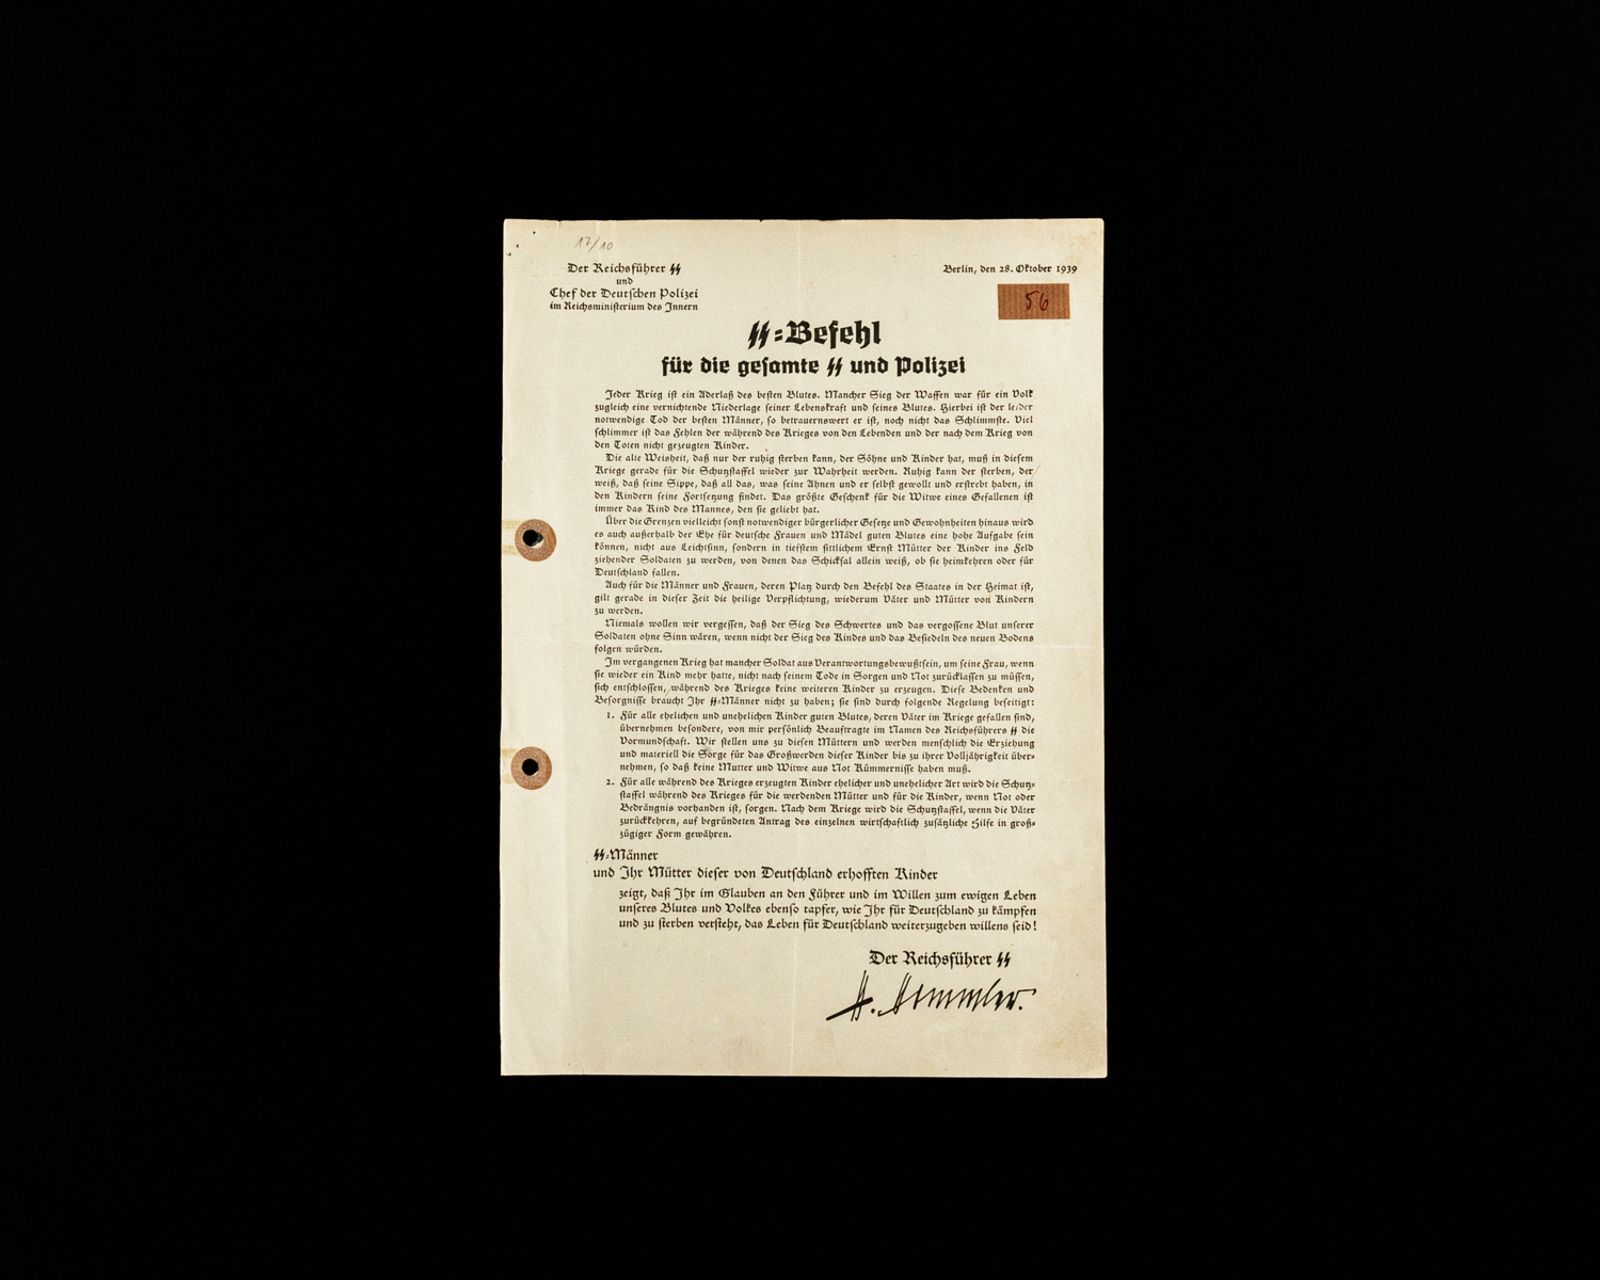 17/10
Der Reichsführer ᛋᛋ
und
Chef der Deutschen Polizei
im Reichsministerium des Innern
Berlin, den 28. Oktober 1939
56
ᛋᛋ=Befehl
für die gesamte ᛋᛋ und Polizei
Jeder Krieg ist ein Aderlaß des besten Blutes. Mancher Sieg der Waffen war für ein Volk
zugleich eine vernichtende Niederlage seiner Lebenskraft und seines Blutes. Hierbei ist der leider
notwendige Tod der besten Männer, so betrauernswert er ist, noch nicht das Schlimmste. Viel
schlimmer ist das Fehlen der während des Krieges von den Lebenden und der nach dem Krieg von
den Toten nicht gezeugten Kinder.
Die alte Weisheit, daß nur der ruhig sterben kann, der Söhne und Kinder hat, muß in diesem
Kriege gerade für die Schutzstaffel wieder zur Wahrheit werden. Ruhig kann der sterben, der
weiß, daß seine Sippe, daß all das, was seine Ahnen und er selbst gewollt und erstrebt haben, in
den Kindern seine Fortsetzung findet. Das größte Geschenk für die Witwe eines Gefallenen ist
immer das Kind des Mannes, den sie geliebt hat.
Über die Grenzen vielleicht sonst notwendiger bürgerlicher Gesetze und Gewohnheiten hinaus wird
es auch außerhalb der Ehe für deutsche Frauen und Mädel guten Blutes eine hohe Aufgabe sein
können, nicht aus Leichtsinn, sondern in tiefstem sittlichem Ernst Mütter der Kinder ins Feld
ziehender Soldaten zu werden, von denen das Schicksal allein weiß, ob sie heimkehren oder für
Deutschland fallen.
Auch für die Männer und Frauen, deren Platz durch den Befehl des Staates in der Heimat ist,
gilt gerade in dieser Zeit die heilige Verpflichtung, wiederum Väter und Mütter von Kindern
zu werden.
Niemals wollen wir vergessen, daß der Sieg des Schwertes und das vergossene Blut unserer
Soldaten ohne Sinn wären, wenn nicht der Sieg des Kindes und das Besiedeln des neuen Bodens
folgen würden.
Im vergangenen Krieg hat mancher Soldat aus Verantwortungsbewußtsein, um seine Frau, wenn
sie wieder ein Kind mehr hatte, nicht nach seinem Tode in Sorgen und Not zurücklassen zu müssen,
sich entschlossen, während des Krieges keine weiteren Kinder zu erzeugen. Diese Bedenken und
Besorgnisse braucht Ihr ᛋᛋ=Männer nicht zu haben; sie sind durch folgende Regelung beseitigt:
1. Für alle ehelichen und unehelichen Kinder guten Blutes, deren Väter im Kriege gefallen sind,
übernehmen besondere, von mir persönlich Beauftragte im Namen des Reichsführers ᛋᛋ die
Vormundschaft. Wir stellen uns zu diesen Müttern und werden menschlich die Erziehung
und materiell die Sorge für das Großwerden dieser Kinder bis zu ihrer Volljährigkeit über=
nehmen, so daß keine Mutter und Witwe aus Not Kümmernisse haben muß.
2. Für alle während des Krieges erzeugten Kinder ehelicher und unehelicher Art wird die Schutz=
staffel während des Krieges für die werdenden Mütter und für die Kinder, wenn Not oder
Bedrängnis vorhanden ist, sorgen. Nach dem Kriege wird die Schutzstaffel, wenn die Väter
zurückkehren, auf begründeten Antrag des einzelnen wirtschaftlich zusätzliche Hilfe in groß=
zügiger Form gewähren.
ᛋᛋ=Männer
und Ihr Mütter dieser von Deutschland erhofften Kinder
zeigt, daß Ihr im Glauben an den Führer und im Willen zum ewigen Leben
unseres Blutes und Volkes ebenso tapfer, wie Ihr für Deutschland zu kämpfen
und zu sterben versteht, das Leben für Deutschland weiterzugeben willens seid!
Der Reichsführer ᛋᛋ
H. Himmler.